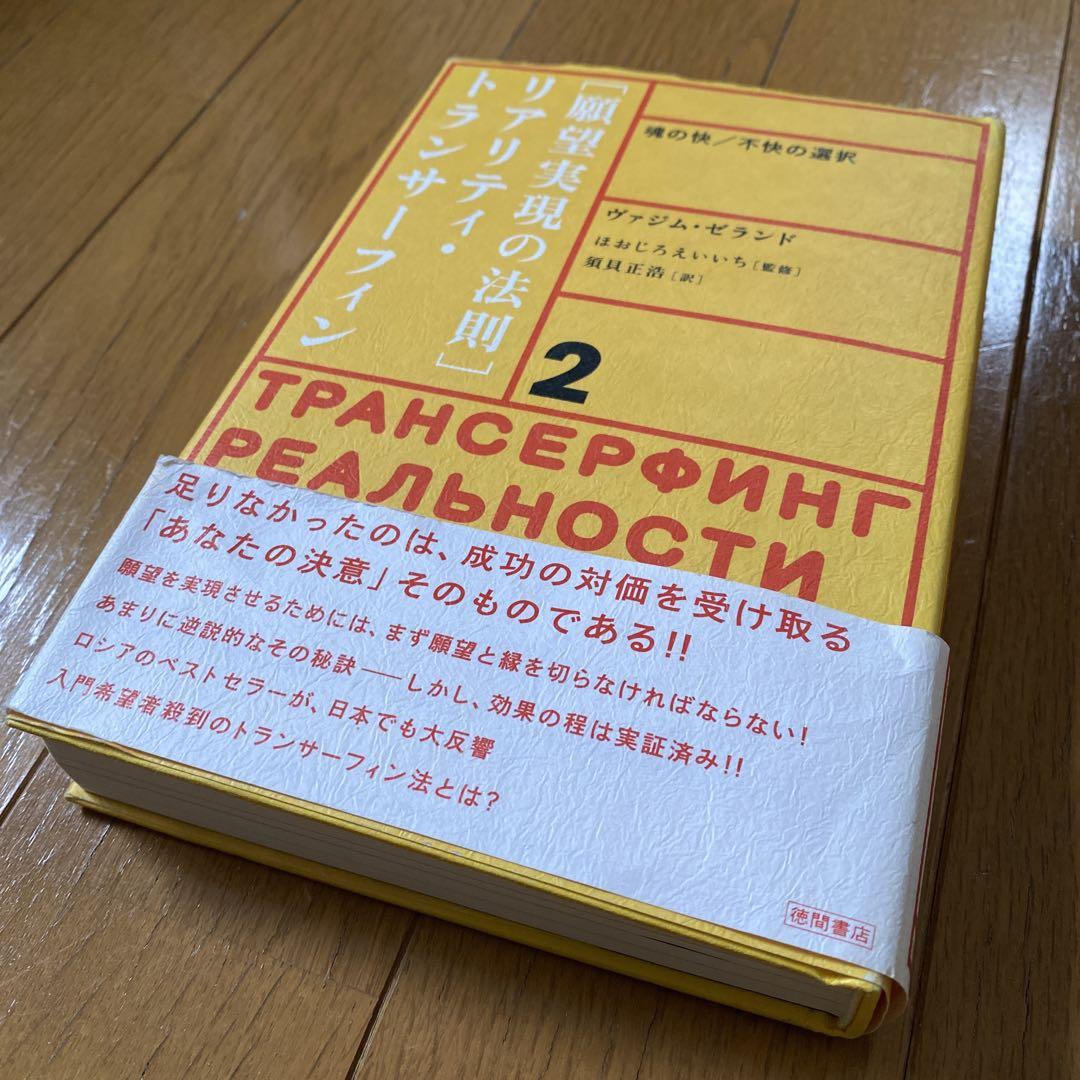 [願望実現の法則]
リアリティ・
トランサーフィン
魂の快／不快の選択
ヴァジム・ゼランド
ほおじろえいいち［監修］
須貝正浩［訳］
2
ТРАНСЕРФИНГ
РЕАЛЬНОСТИ
足りなかったのは、成功の対価を受け取る
「あなたの決意」そのものである!!
願望を実現させるためには、まず願望と縁を切らなければならない!
あまりに逆説的なその秘訣——しかし、効果の程は実証済み!!
ロシアのベストセラーが、日本でも大反響
入門希望者殺到のトランサーフィン法とは?
徳間書店